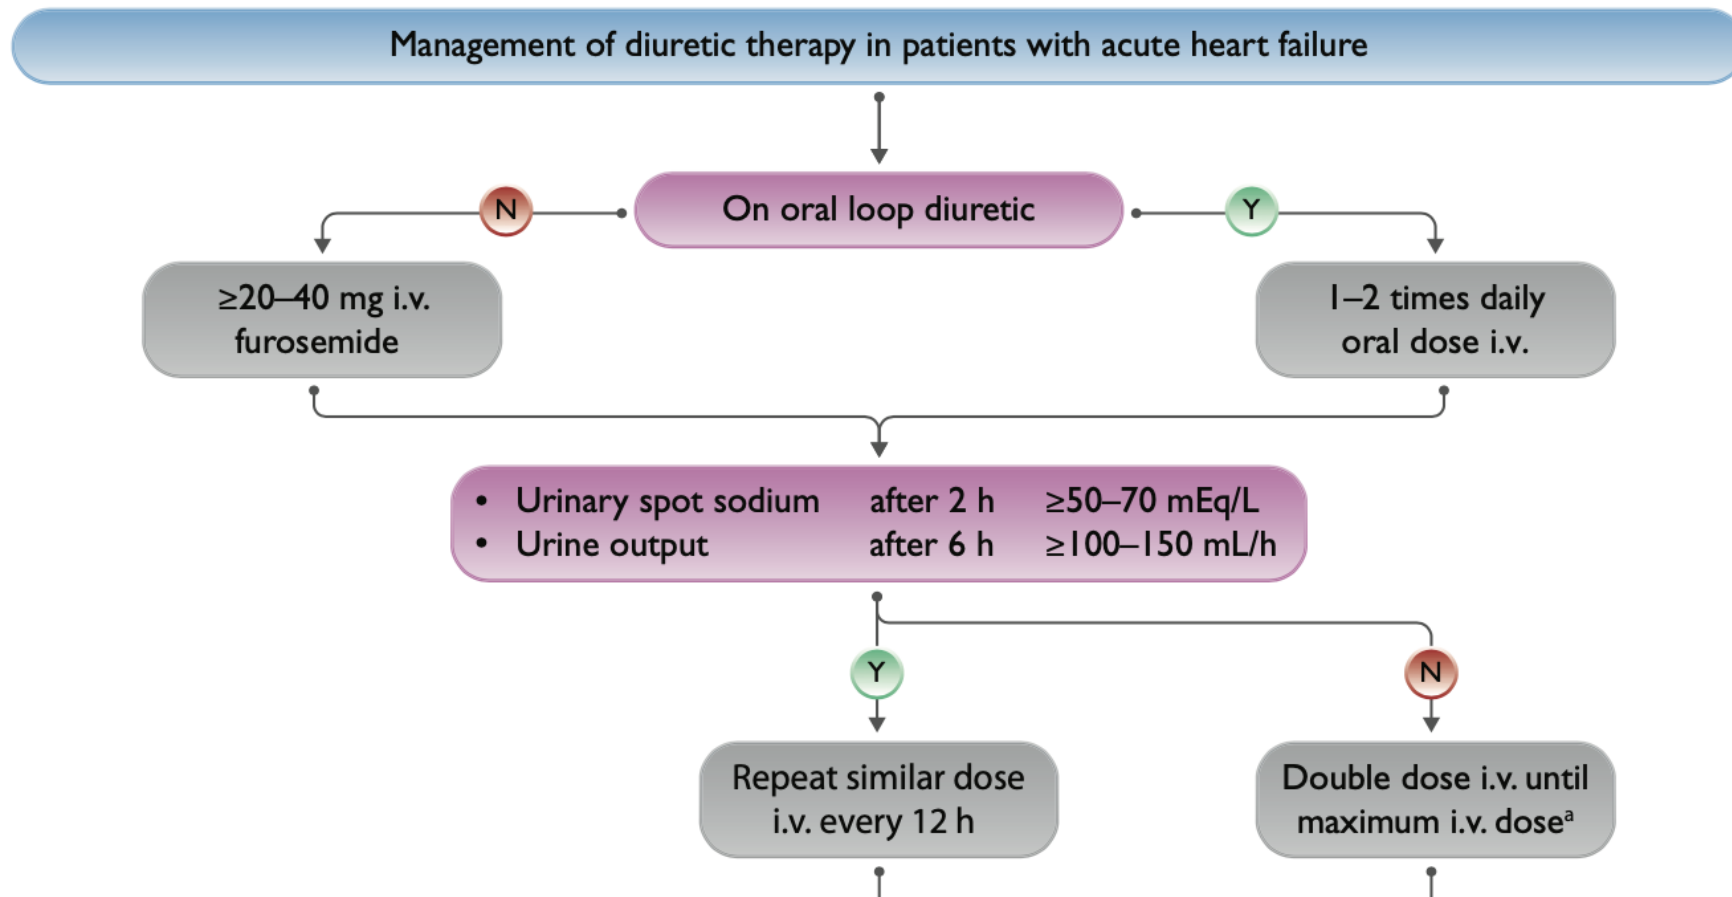 Management of diuretic therapy in patients with acute heart failure
N
On oral loop diuretic
Y
≥20–40 mg i.v.
furosemide
1–2 times daily
oral dose i.v.
• Urinary spot sodium after 2 h ≥50–70 mEq/L
• Urine output after 6 h ≥100–150 mL/h
Y
N
Repeat similar dose
i.v. every 12 h
Double dose i.v. until
maximum i.v. doseᵃ